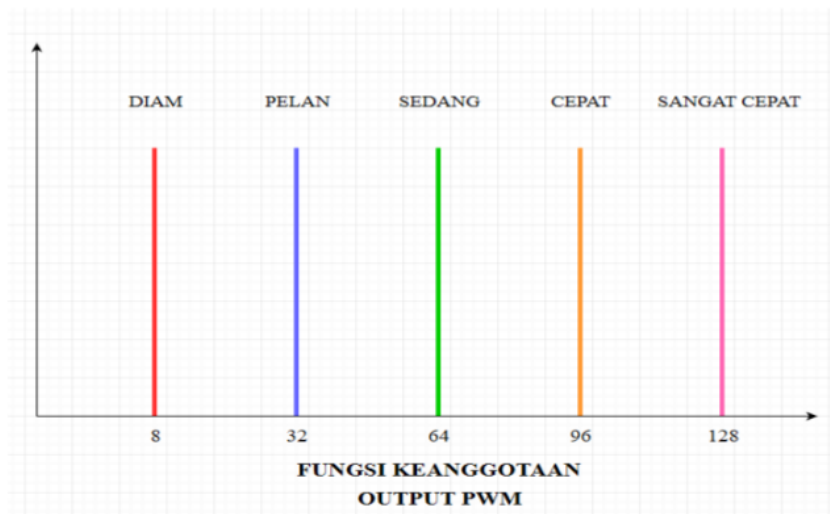 DIAM PELAN SEDANG CEPAT SANGAT CEPAT
8 32 64 96 128
FUNGSI KEANGGOTAAN
OUTPUT PWM